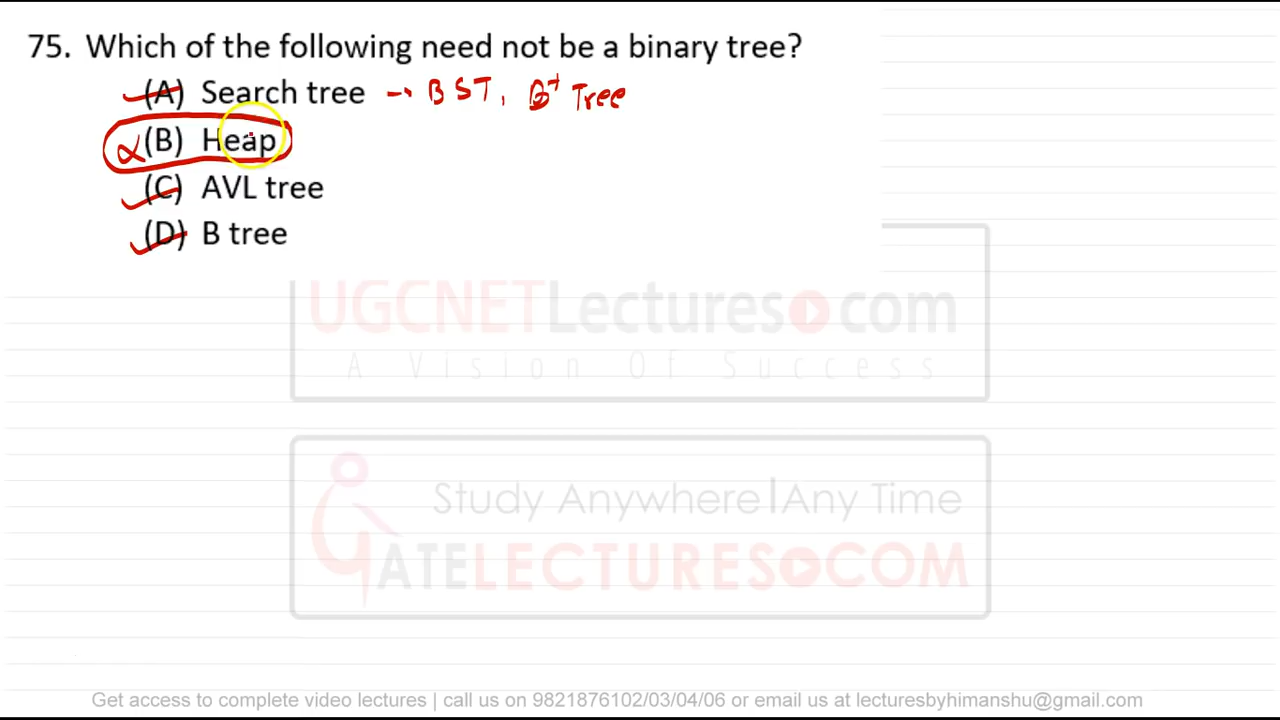 75. Which of the following need not be a binary tree?
(A) Search tree → BST, B+ Tree
α (B) Heap
(C) AVL tree
(D) B tree
UGCNETLectures.com
A Vision Of Success
Study Anywhere|Any Time
GATELECTURES.COM
Get access to complete video lectures | call us on 9821876102/03/04/06 or email us at lecturesbyhimanshu@gmail.com